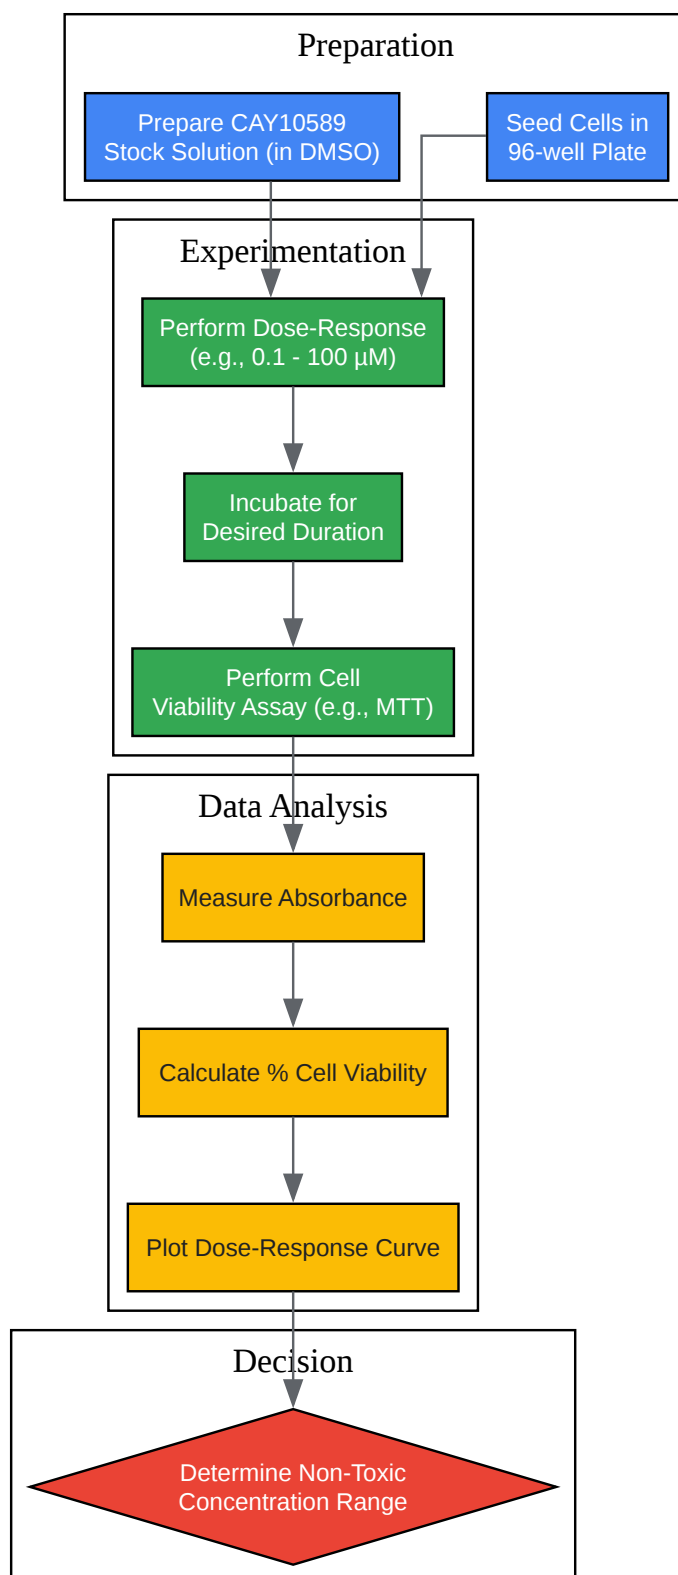 Preparation
Prepare CAY10589
Stock Solution (in DMSO)
Seed Cells in
96-well Plate
Experimentation
Perform Dose-Response
(e.g., 0.1 - 100 µM)
Incubate for
Desired Duration
Perform Cell
Viability Assay (e.g., MTT)
Data Analysis
Measure Absorbance
Calculate % Cell Viability
Plot Dose-Response Curve
Decision
Determine Non-Toxic
Concentration Range